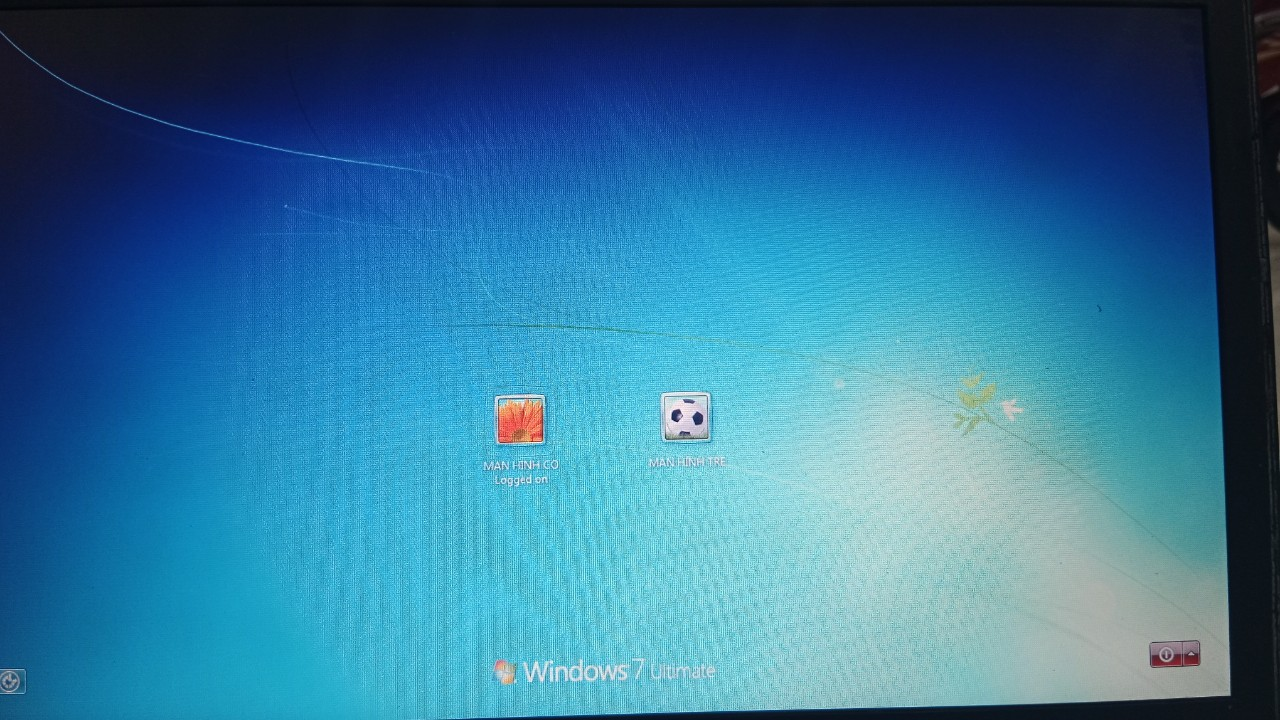 MAN HINH CO
Logged on
MAN HINH TRE
Windows 7 Ultimate